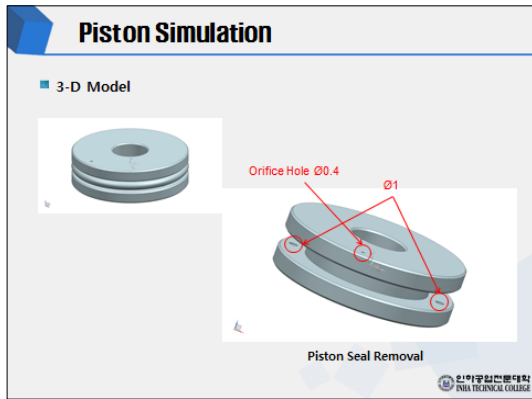 Piston Simulation
3-D Model
Orifice Hole Ø0.4
Ø1
Piston Seal Removal
인하공업전문대학
INHA TECHNICAL COLLEGE